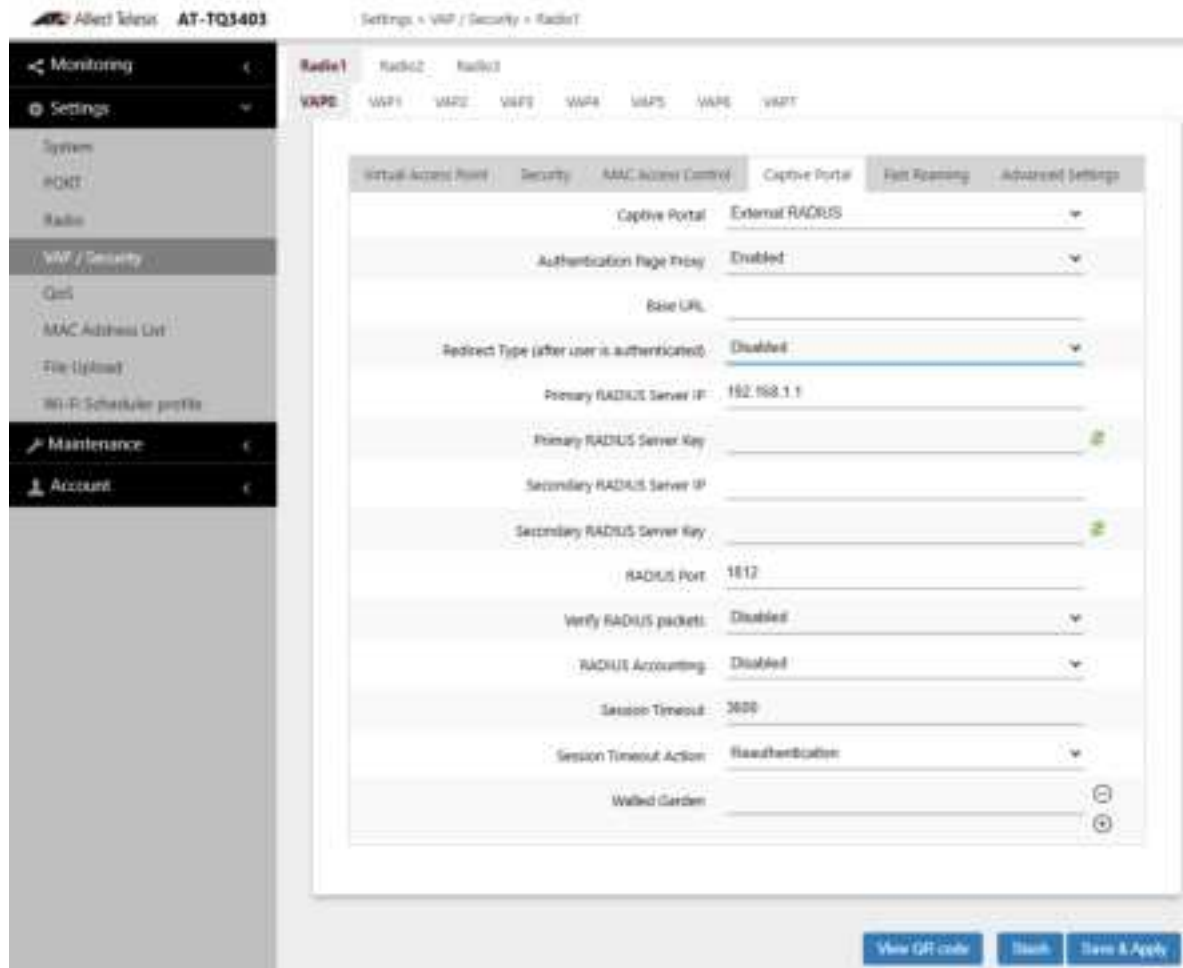 Allied Telesis AT-TQ5403 Settings > VAP / Security > Radio1
Monitoring
Radio1 Radio2 Radio3
Settings
VAP0 VAP1 VAP2 VAP3 VAP4 VAP5 VAP6 VAP7
System
PORT
Radio
VAP / Security
QoS
MAC Address List
File Upload
Wi-Fi Scheduler profile
Maintenance
Account
Virtual Access Point Security MAC Access Control Captive Portal Fast Roaming Advanced Settings
Captive Portal External RADIUS
Authentication Page Proxy Enabled
Base URL
Redirect Type (after user is authenticated) Disabled
Primary RADIUS Server IP 192.168.1.1
Primary RADIUS Server Key
Secondary RADIUS Server IP
Secondary RADIUS Server Key
RADIUS Port 1812
Verify RADIUS packets Disabled
RADIUS Accounting Disabled
Session Timeout 3600
Session Timeout Action Reauthentication
Walled Garden
View QR code Stash Save & Apply